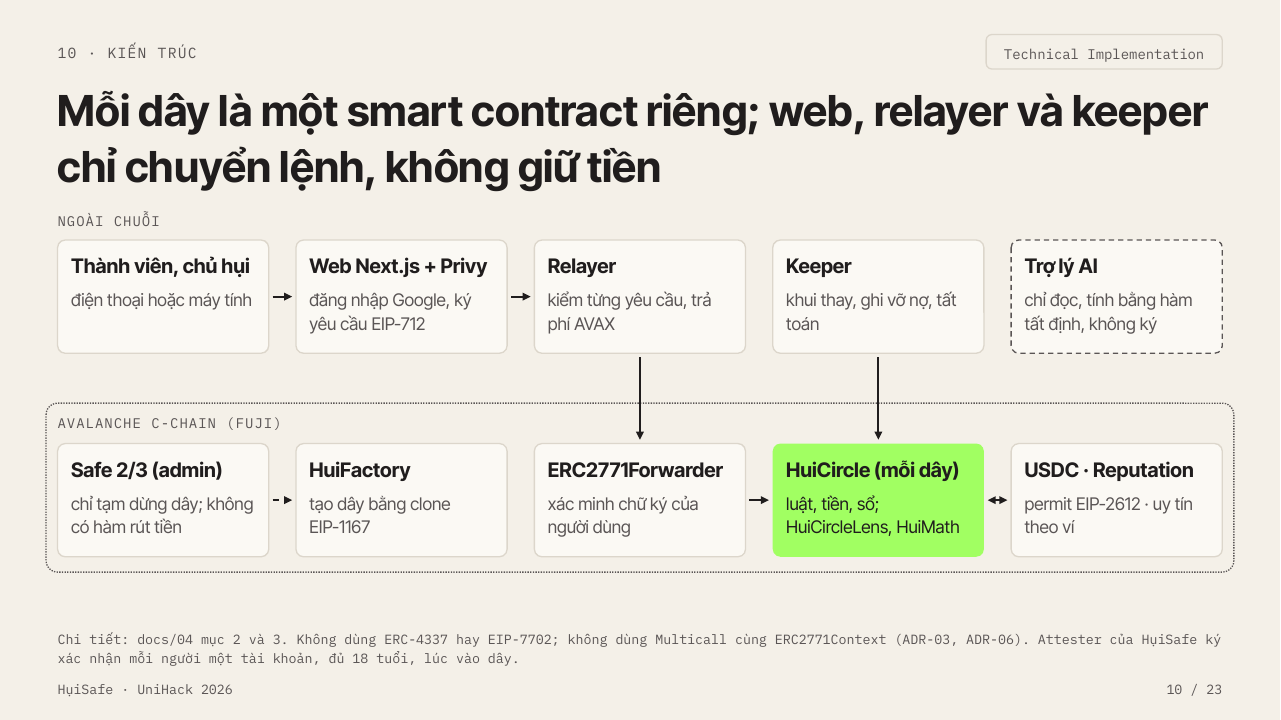 10 · KIẾN TRÚC
Technical Implementation
Mỗi dây là một smart contract riêng; web, relayer và keeper
chỉ chuyển lệnh, không giữ tiền
NGOÀI CHUỖI
Thành viên, chủ hụi
điện thoại hoặc máy tính
Web Next.js + Privy
đăng nhập Google, ký
yêu cầu EIP-712
Relayer
kiểm từng yêu cầu, trả
phí AVAX
Keeper
khui thay, ghi vỡ nợ, tất
toán
Trợ lý AI
chỉ đọc, tính bằng hàm
tất định, không ký
AVALANCHE C-CHAIN (FUJI)
Safe 2/3 (admin)
chỉ tạm dừng dây; không
có hàm rút tiền
HuiFactory
tạo dây bằng clone
EIP-1167
ERC2771Forwarder
xác minh chữ ký của
người dùng
HuiCircle (mỗi dây)
luật, tiền, sổ;
HuiCircleLens, HuiMath
USDC · Reputation
permit EIP-2612 · uy tín
theo ví
Chi tiết: docs/04 mục 2 và 3. Không dùng ERC-4337 hay EIP-7702; không dùng Multicall cùng ERC2771Context (ADR-03, ADR-06). Attester của HụiSafe ký
xác nhận mỗi người một tài khoản, đủ 18 tuổi, lúc vào dây.
HụiSafe · UniHack 2026
10 / 23